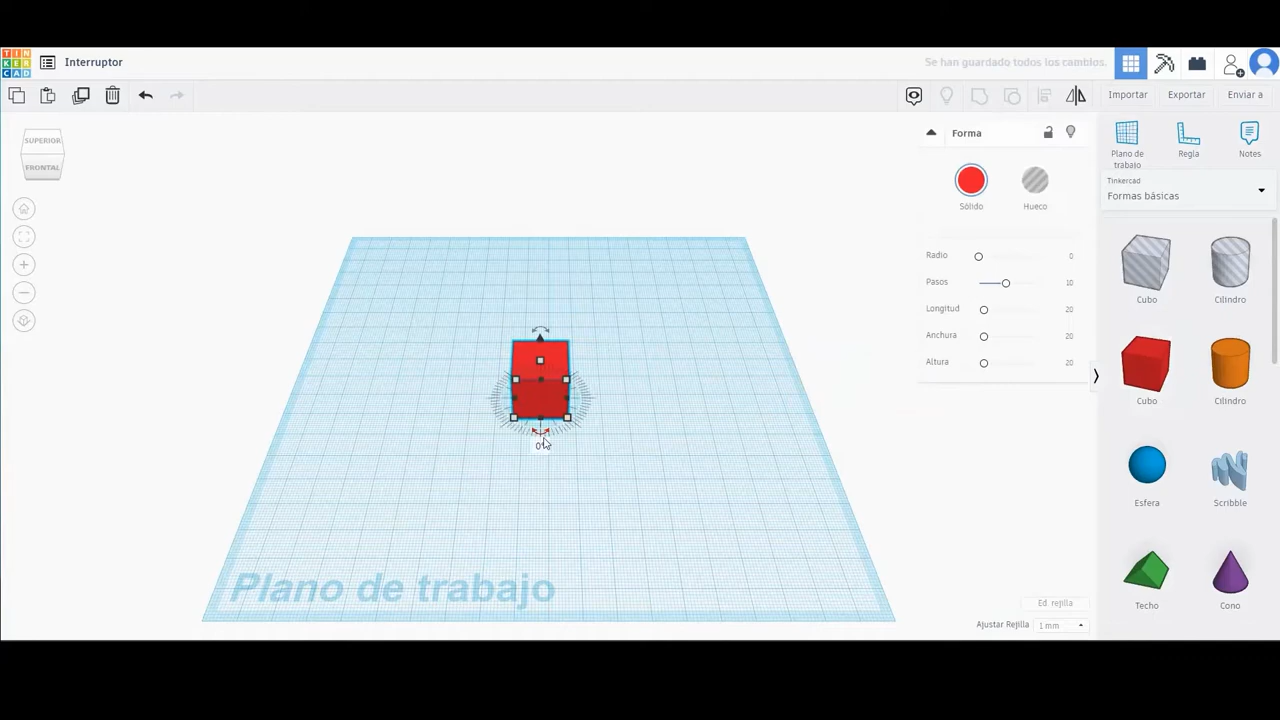 TIN
KER
CAD
Interruptor
Se han guardado todos los cambios.
Importar
Exportar
Enviar a
SUPERIOR
FRONTAL
Forma
Sólido
Hueco
Radio
0
Pasos
10
Longitud
20
Anchura
20
Altura
20
Plano de
trabajo
Regla
Notes
Tinkercad
Formas básicas
Cubo
Cilindro
Cubo
Cilindro
Esfera
Scribble
Techo
Cono
Plano de trabajo
Ed. rejilla
Ajustar Rejilla
1 mm